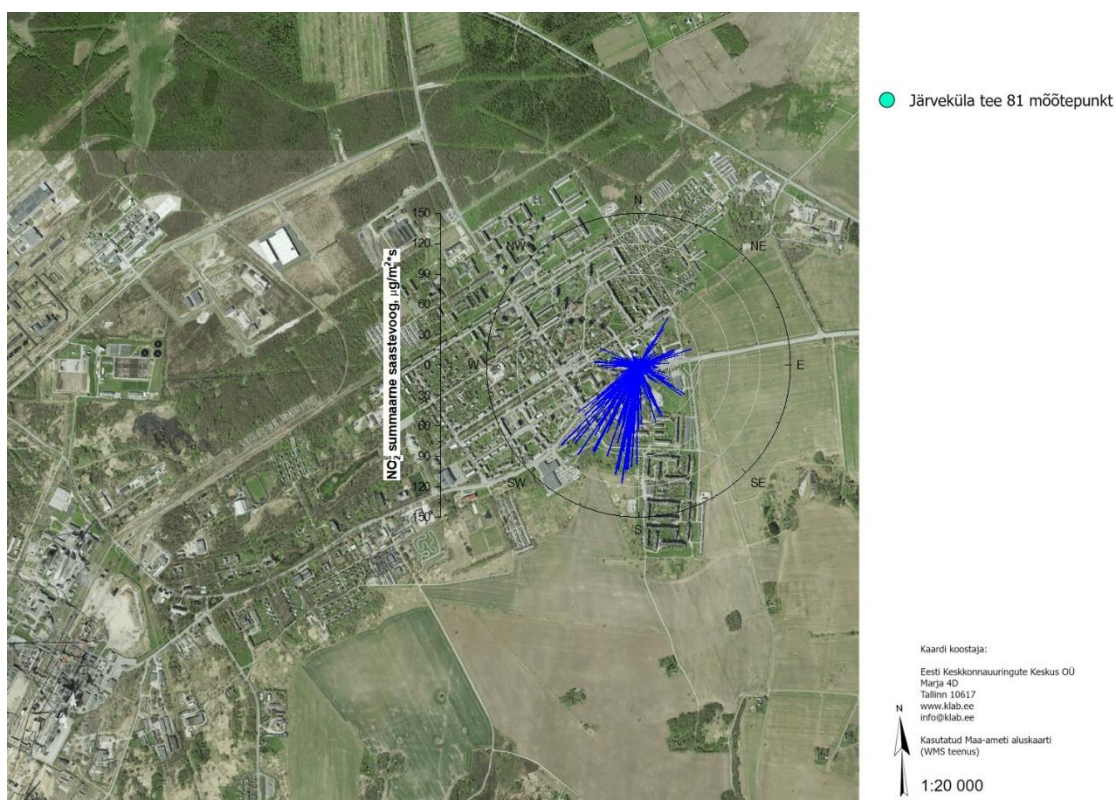 Järveküla tee 81 mõõtepunkt
N
NW
NE
W
E
SW
SE
S
150
120
90
60
30
0
30
60
90
120
150
NO2 summaarne saastevoog, µg/m²*s
Kaardi koostaja:
Eesti Keskkonnauuringute Keskus OÜ
Marja 4D
Tallinn 10617
www.klab.ee
info@klab.ee
N
Kasutatud Maa-ameti aluskaarti
(WMS teenus)
1:20 000